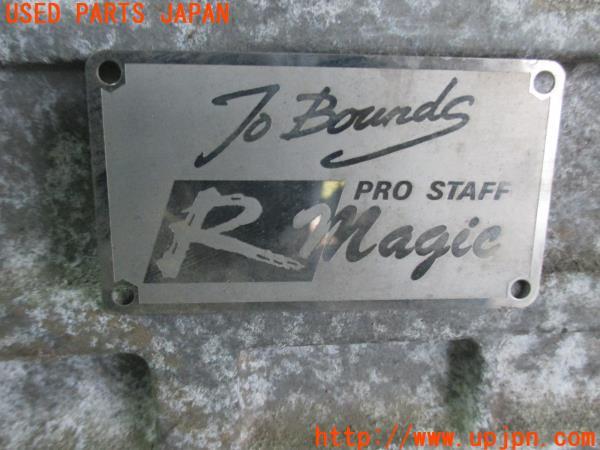 USED PARTS JAPAN
To Bounds
PRO STAFF
R Magic
http://www.upjpn.com/